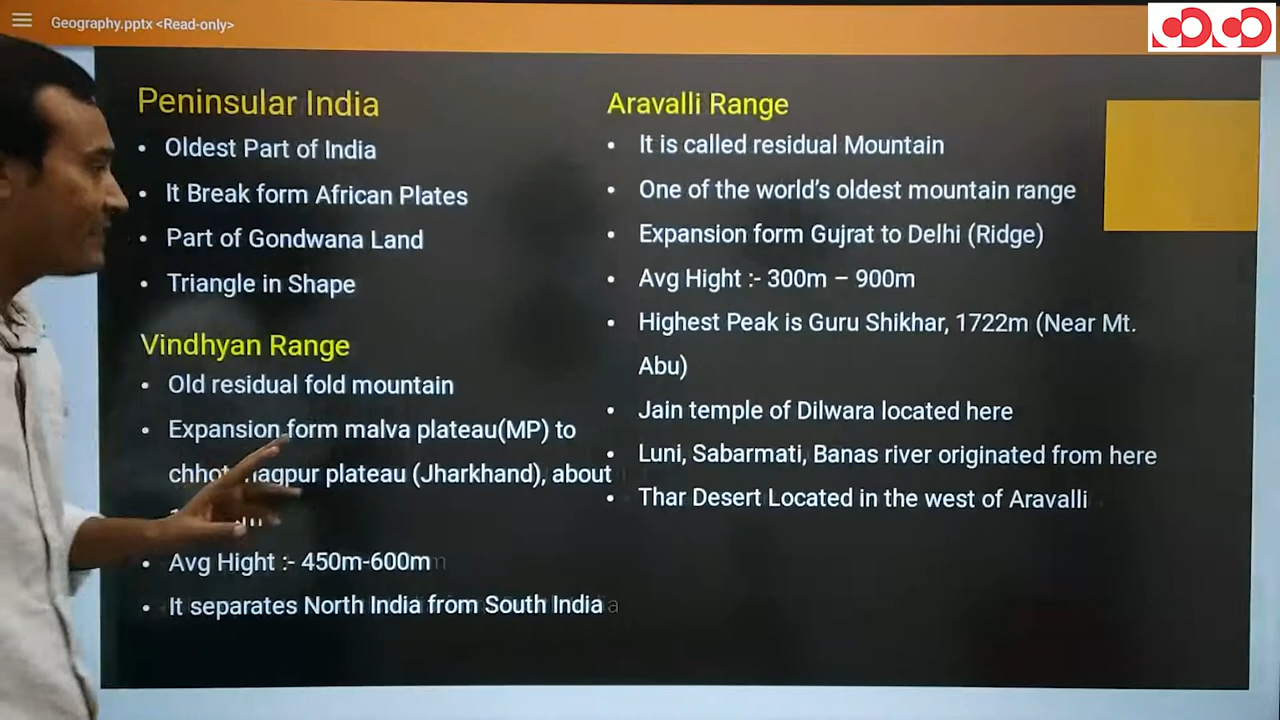 Geography.pptx <Read-only>
Peninsular India
• Oldest Part of India
• It Break form African Plates
• Part of Gondwana Land
• Triangle in Shape
Vindhyan Range
• Old residual fold mountain
• Expansion form malva plateau(MP) to
plateau (Jharkhand), about
• Avg Hight :- 450m-600m
• It separates North India from South India
Aravalli Range
• It is called residual Mountain
• One of the world's oldest mountain range
• Expansion form Gujrat to Delhi (Ridge)
• Avg Hight :- 300m – 900m
• Highest Peak is Guru Shikhar, 1722m (Near Mt.
Abu)
• Jain temple of Dilwara located here
• Luni, Sabarmati, Banas river originated from here
• Thar Desert Located in the west of Aravalli